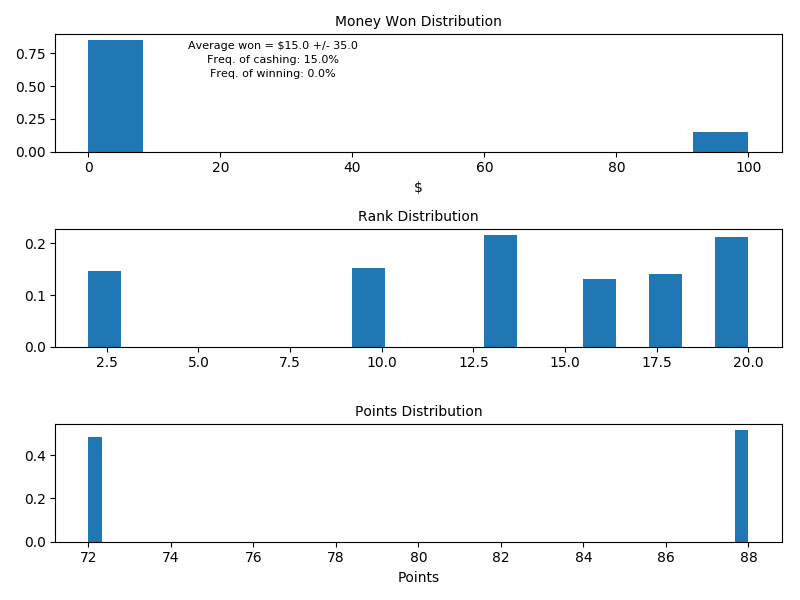 Money Won Distribution
Average won = $15.0 +/- 35.0
Freq. of cashing: 15.0%
Freq. of winning: 0.0%
0.75
0.50
0.25
0.00
0 20 40 60 80 100
$
Rank Distribution
0.2
0.1
0.0
2.5 5.0 7.5 10.0 12.5 15.0 17.5 20.0
Points Distribution
0.4
0.2
0.0
72 74 76 78 80 82 84 86 88
Points